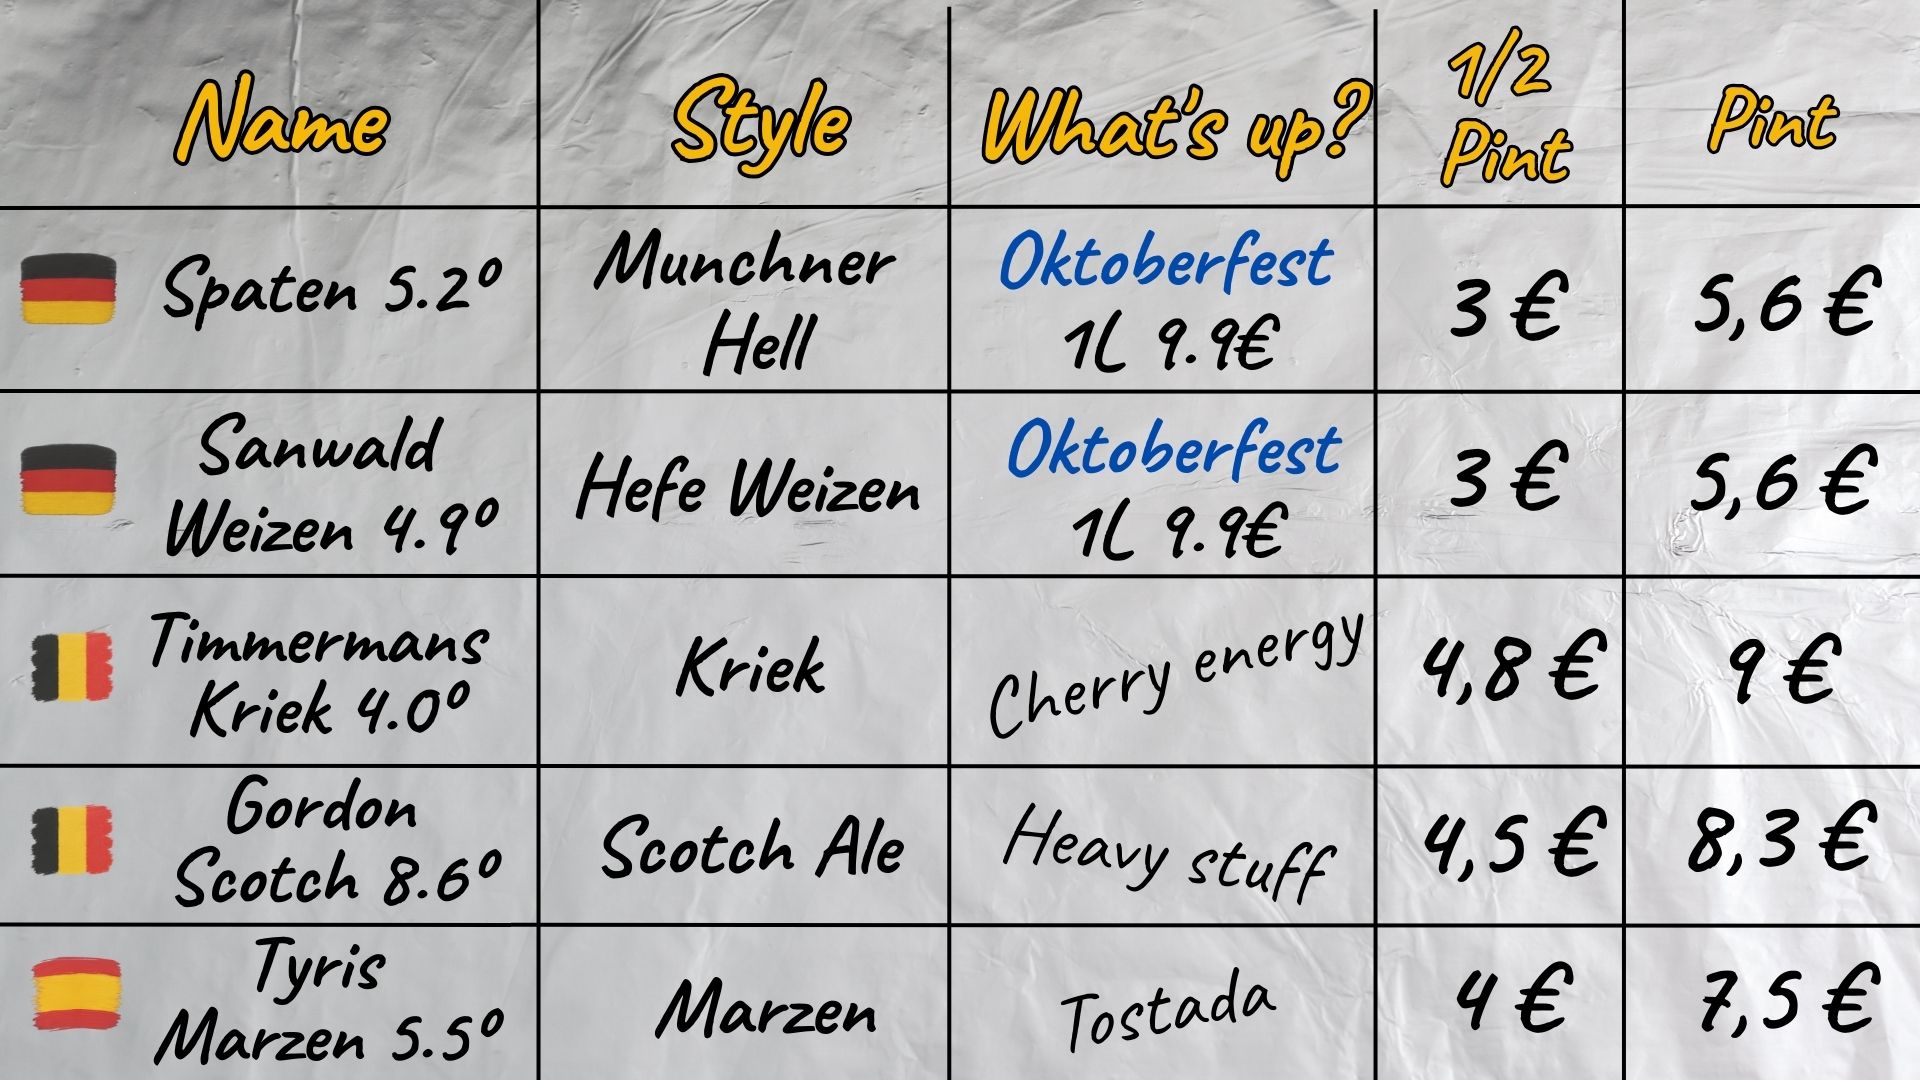 Name Style What's up? 1/2 Pint Pint
Spaten 5.2º Munchner Hell Oktoberfest 1L 9.9€ 3 € 5,6 €
Sanwald Weizen 4.9º Hefe Weizen Oktoberfest 1L 9.9€ 3 € 5,6 €
Timmermans Kriek 4.0º Kriek Cherry energy 4,8 € 9 €
Gordon Scotch 8.6º Scotch Ale Heavy stuff 4,5 € 8,3 €
Tyris Marzen 5.5º Marzen Tostada 4 € 7,5 €